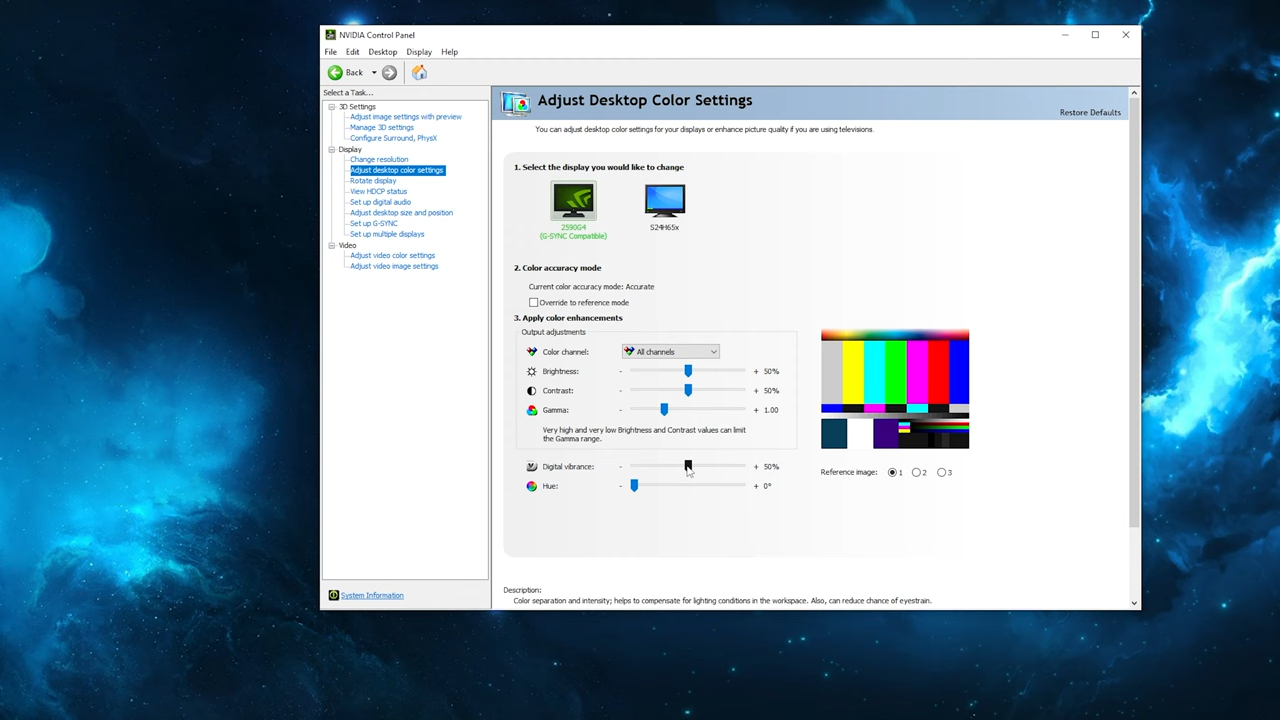 NVIDIA Control Panel
File Edit Desktop Display Help
Back
Select a Task...
3D Settings
Adjust image settings with preview
Manage 3D settings
Configure Surround, PhysX
Display
Change resolution
Adjust desktop color settings
Rotate display
View HDCP status
Set up digital audio
Adjust desktop size and position
Set up G-SYNC
Set up multiple displays
Video
Adjust video color settings
Adjust video image settings
System Information
Adjust Desktop Color Settings
Restore Defaults
You can adjust desktop color settings for your displays or enhance picture quality if you are using televisions.
1. Select the display you would like to change
2590G4
(G-SYNC Compatible)
S24H65x
2. Color accuracy mode
Current color accuracy mode: Accurate
Override to reference mode
3. Apply color enhancements
Output adjustments
Color channel: All channels
Brightness: - + 50%
Contrast: - + 50%
Gamma: - + 1.00
Very high and very low Brightness and Contrast values can limit
the Gamma range.
Digital vibrance: - + 50%
Hue: - + 0°
Reference image: 1 2 3
Description:
Color separation and intensity; helps to compensate for lighting conditions in the workspace. Also, can reduce chance of eyestrain.